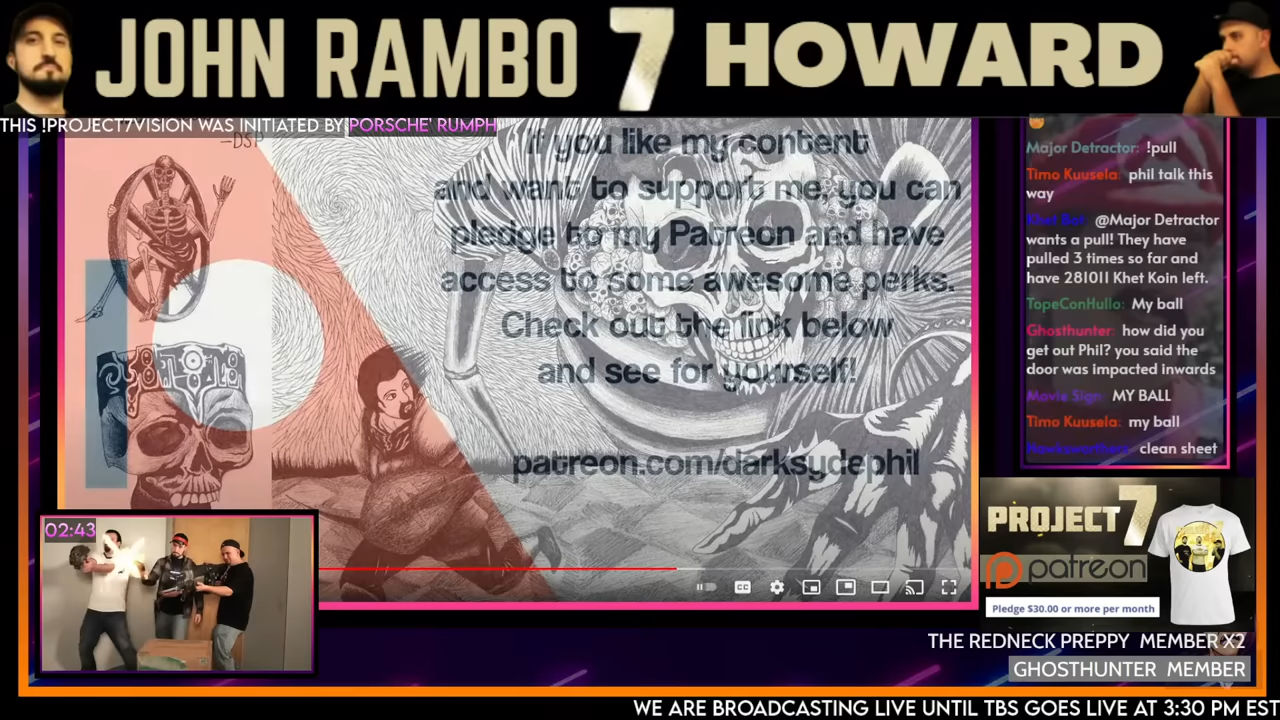 JOHN RAMBO 7 HOWARD
THIS !PROJECT7VISION WAS INITIATED BY PORSCHE' RUMPH
—DSP
If you like my content
and want to support me, you can
pledge to my Patreon and have
access to some awesome perks.
Check out the link below
and see for yourself!
patreon.com/darksydephil
02:43
CC
Major Detractor: !pull
Timo Kuusela: phil talk this
way
Khet Bot: @Major Detractor
wants a pull! They have
pulled 3 times so far and
have 281011 Khet Koin left.
TopeConHullo: My ball
Ghosthunter: how did you
get out Phil? you said the
door was impacted inwards
Movie Sign: MY BALL
Timo Kuusela: my ball
clean sheet
PROJECT 7
patreon
Pledge $30.00 or more per month
THE REDNECK PREPPY MEMBER X2
GHOSTHUNTER MEMBER
WE ARE BROADCASTING LIVE UNTIL TBS GOES LIVE AT 3:30 PM EST